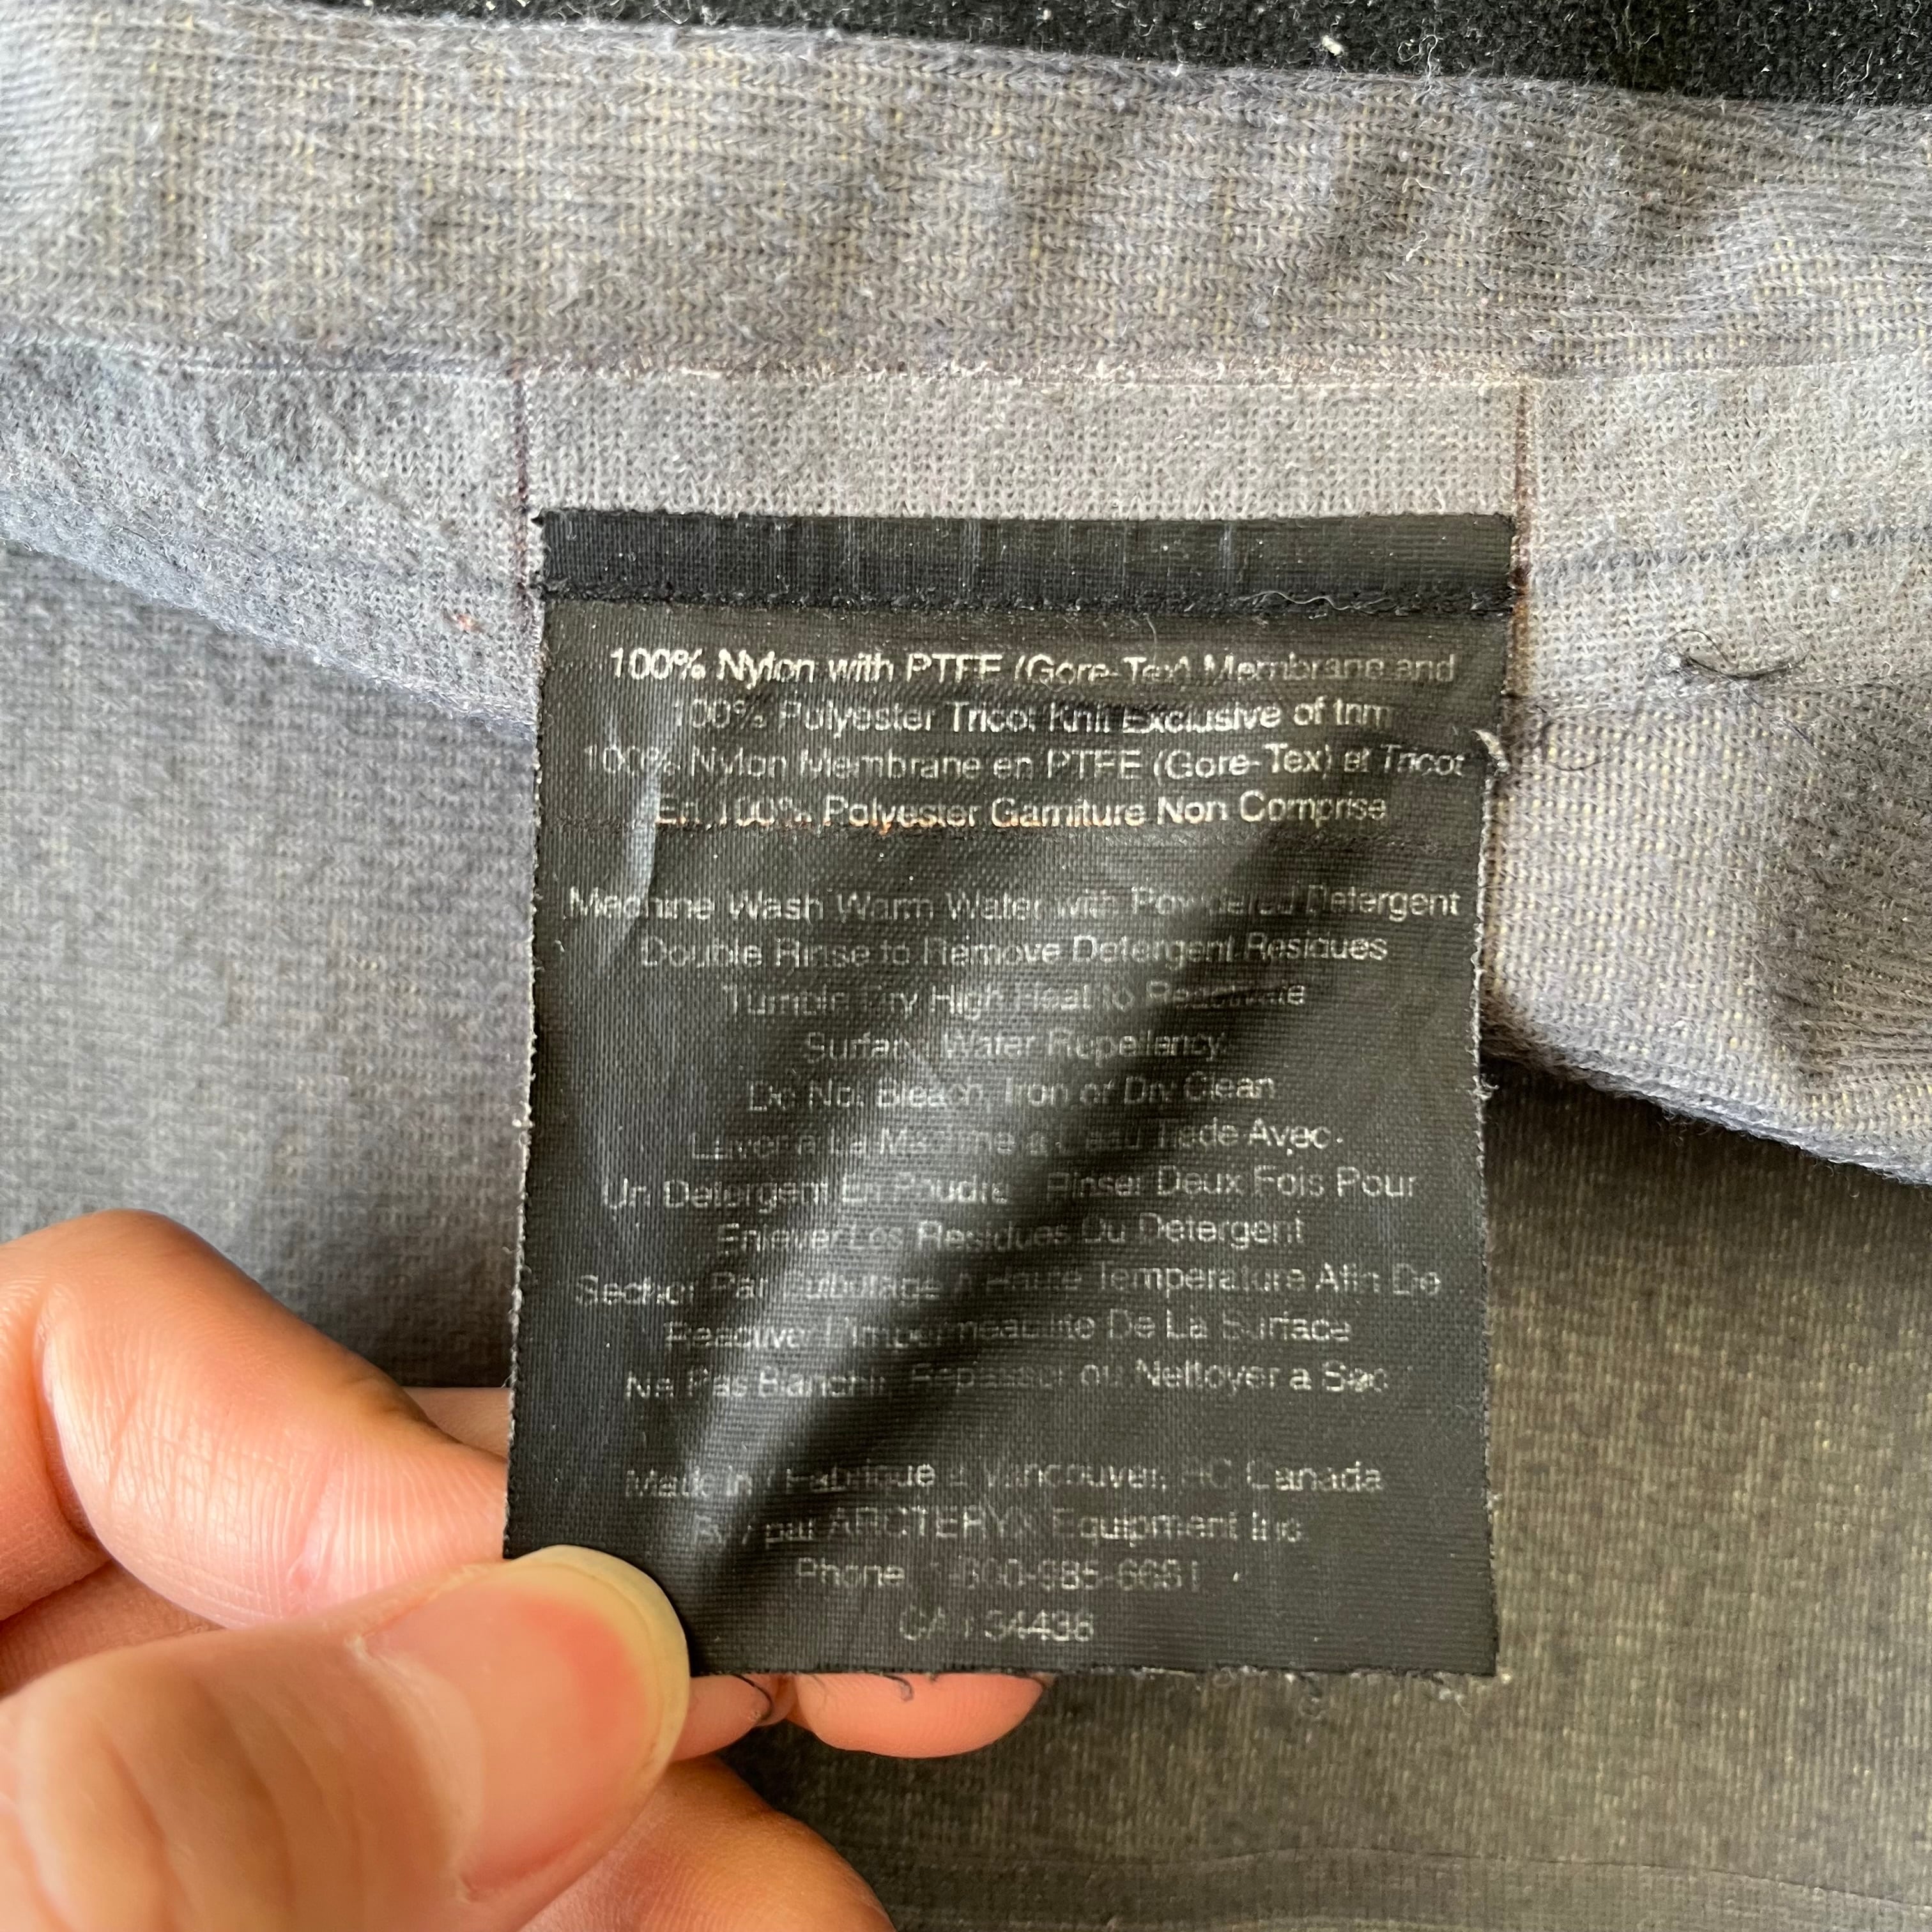 100% Nylon with PTFE (Gore-Tex) Membrane and
100% Polyester Tricot Knit Exclusive of trim
100% Nylon Membrane en PTFE (Gore-Tex) et Tricot
En 100% Polyester Garniture Non Comprise
Machine Wash Warm Water with Powdered Detergent
Double Rinse to Remove Detergent Residues
Tumble Dry High Heat to Reactivate
Surface Water Repellency
Do Not Bleach, Iron or Dry Clean
Laver a La Machine a L'eau Tiede Avec
Un Detergent En Poudre Rinser Deux Fois Pour
Enlever Les Residues Du Detergent
Secher Par Culbutage A Haute Temperature Afin De
Reactiver L'Impermeabilite De La Surface
Ne Pas Blanchir, Repasser ou Nettoyer a Sec
Made in / Fabrique a Vancouver, BC Canada
By / par ARC'TERYX Equipment Inc
Phone 1-800-985-6681
CA 34436